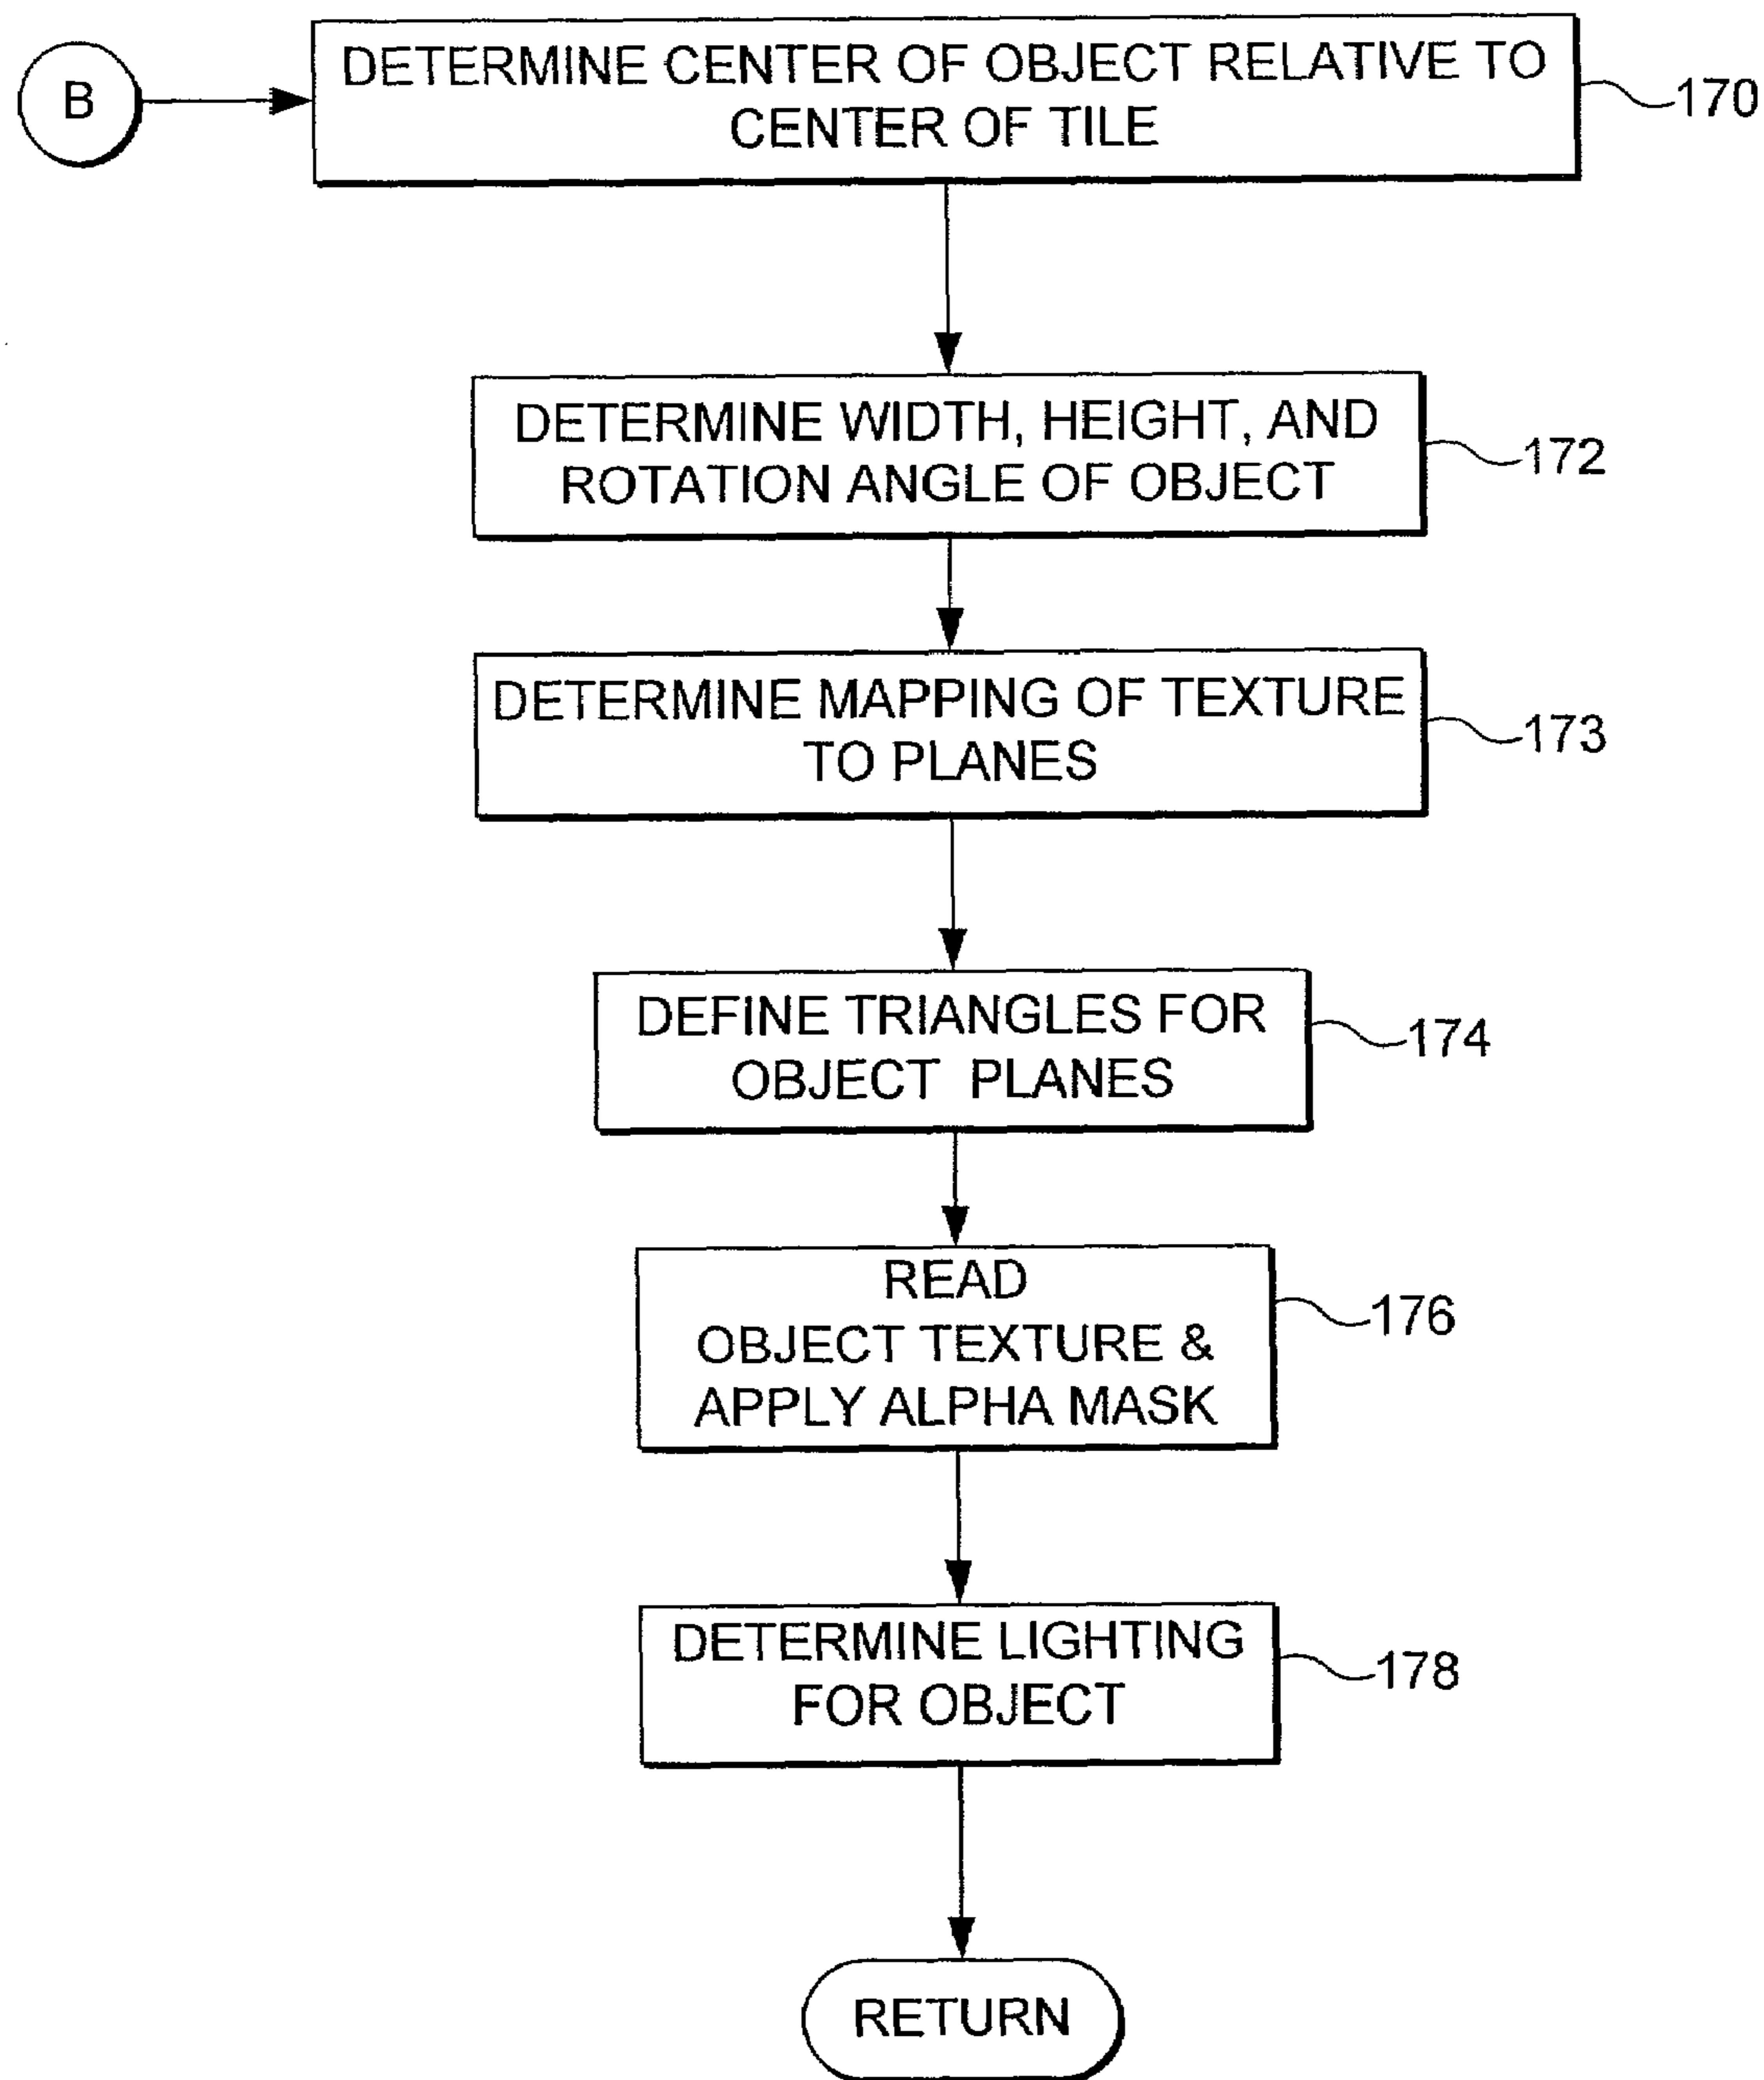 B
DETERMINE CENTER OF OBJECT RELATIVE TO
CENTER OF TILE
170
DETERMINE WIDTH, HEIGHT, AND
ROTATION ANGLE OF OBJECT
172
DETERMINE MAPPING OF TEXTURE
TO PLANES
173
DEFINE TRIANGLES FOR
OBJECT PLANES
174
READ
OBJECT TEXTURE &
APPLY ALPHA MASK
176
DETERMINE LIGHTING
FOR OBJECT
178
RETURN